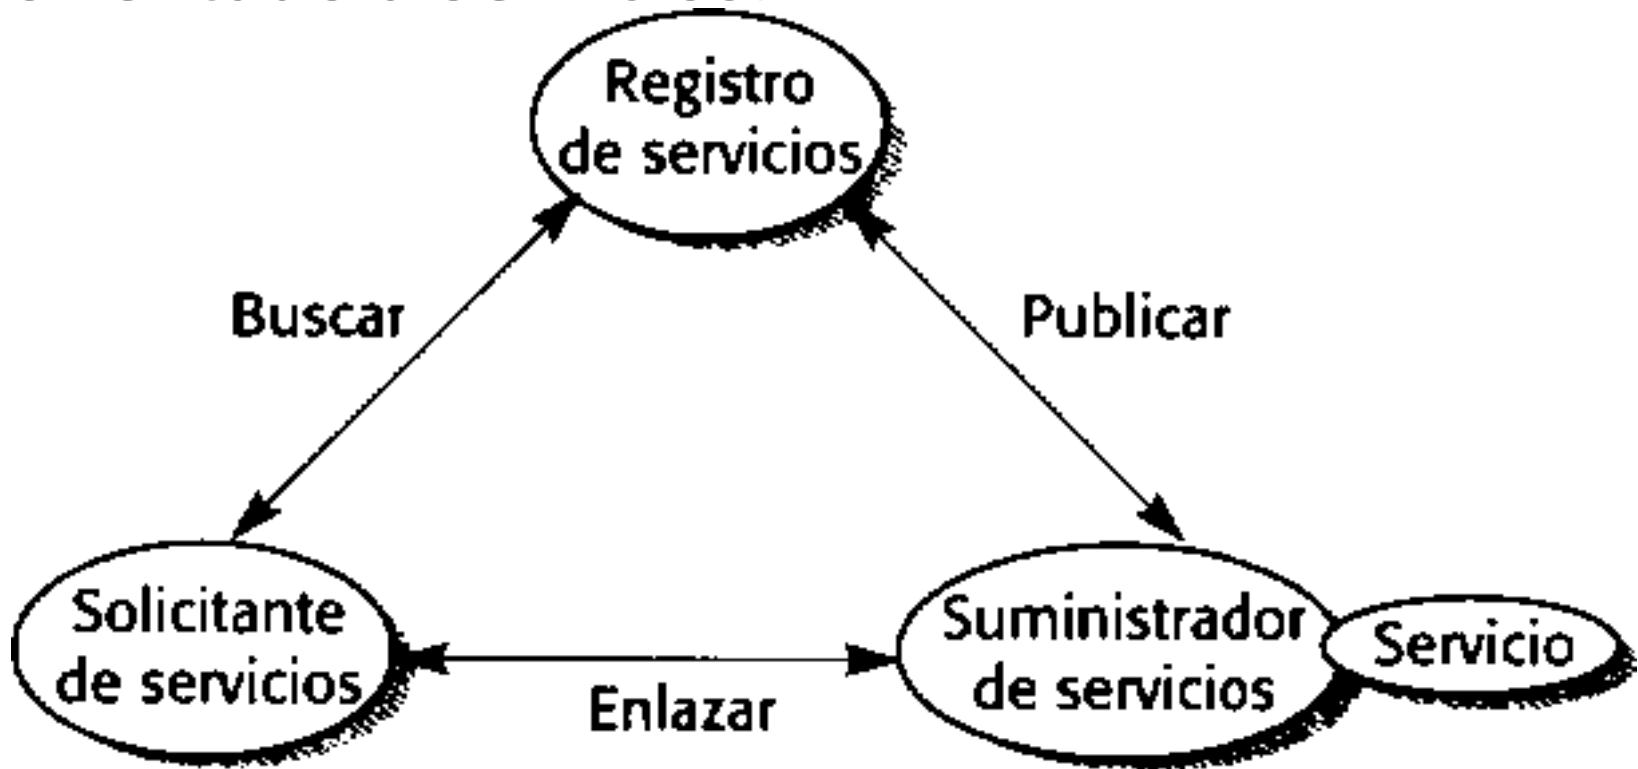 Registro
de servicios
Buscar
Publicar
Solicitante
de servicios
Enlazar
Suministrador
de servicios
Servicio